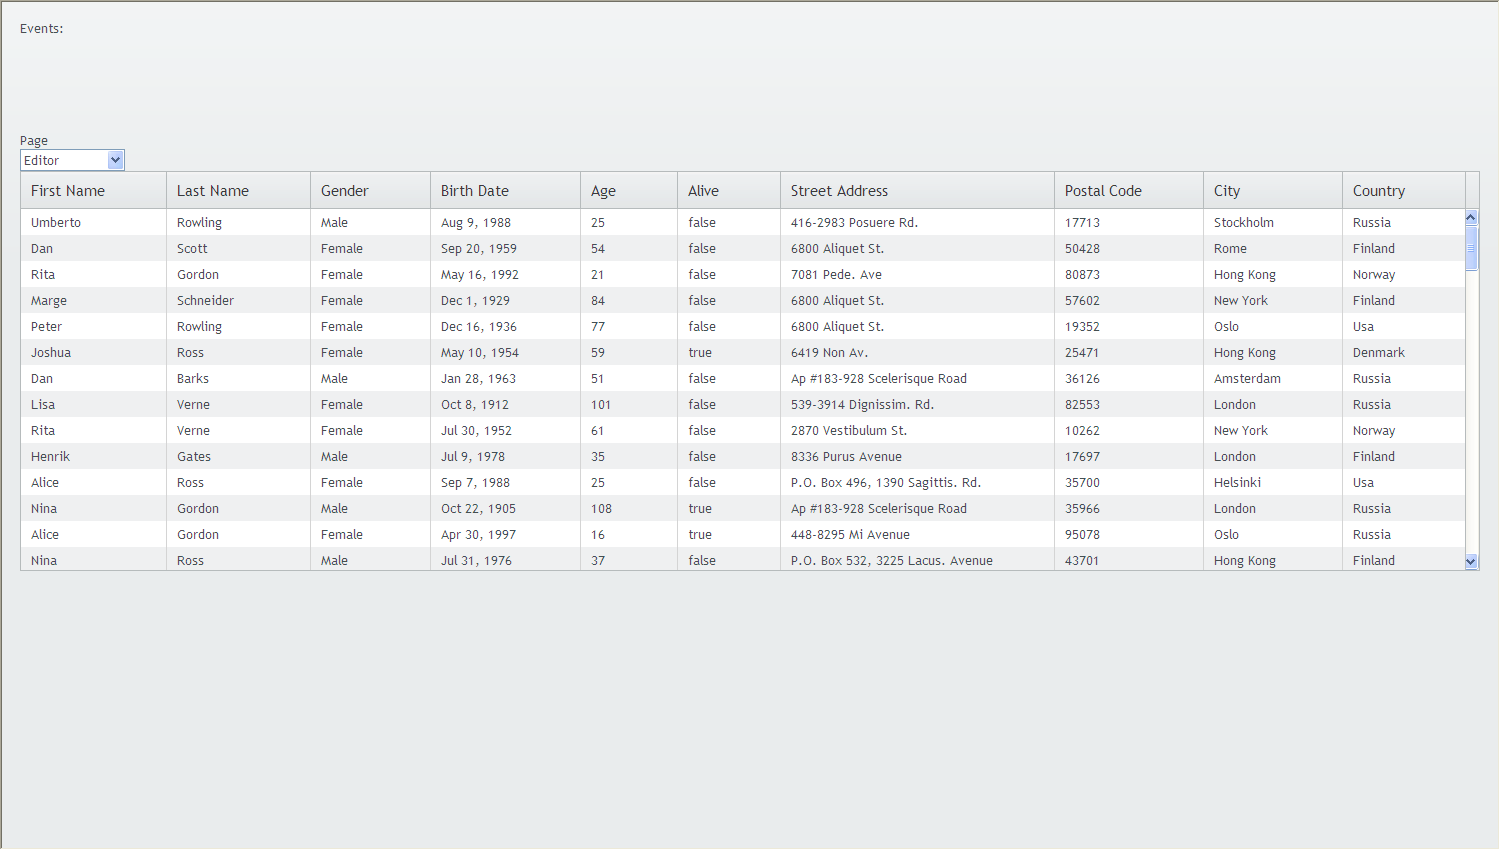 Events:
Page
Editor
First Name Last Name Gender Birth Date Age Alive Street Address Postal Code City Country
Umberto Rowling Male Aug 9, 1988 25 false 416-2983 Posuere Rd. 17713 Stockholm Russia
Dan Scott Female Sep 20, 1959 54 false 6800 Aliquet St. 50428 Rome Finland
Rita Gordon Female May 16, 1992 21 false 7081 Pede. Ave 80873 Hong Kong Norway
Marge Schneider Female Dec 1, 1929 84 false 6800 Aliquet St. 57602 New York Finland
Peter Rowling Female Dec 16, 1936 77 false 6800 Aliquet St. 19352 Oslo Usa
Joshua Ross Female May 10, 1954 59 true 6419 Non Av. 25471 Hong Kong Denmark
Dan Barks Male Jan 28, 1963 51 false Ap #183-928 Scelerisque Road 36126 Amsterdam Russia
Lisa Verne Female Oct 8, 1912 101 false 539-3914 Dignissim. Rd. 82553 London Russia
Rita Verne Female Jul 30, 1952 61 false 2870 Vestibulum St. 10262 New York Norway
Henrik Gates Male Jul 9, 1978 35 false 8336 Purus Avenue 17697 London Finland
Alice Ross Female Sep 7, 1988 25 false P.O. Box 496, 1390 Sagittis. Rd. 35700 Helsinki Usa
Nina Gordon Male Oct 22, 1905 108 true Ap #183-928 Scelerisque Road 35966 London Russia
Alice Gordon Female Apr 30, 1997 16 true 448-8295 Mi Avenue 95078 Oslo Russia
Nina Ross Male Jul 31, 1976 37 false P.O. Box 532, 3225 Lacus. Avenue 43701 Hong Kong Finland